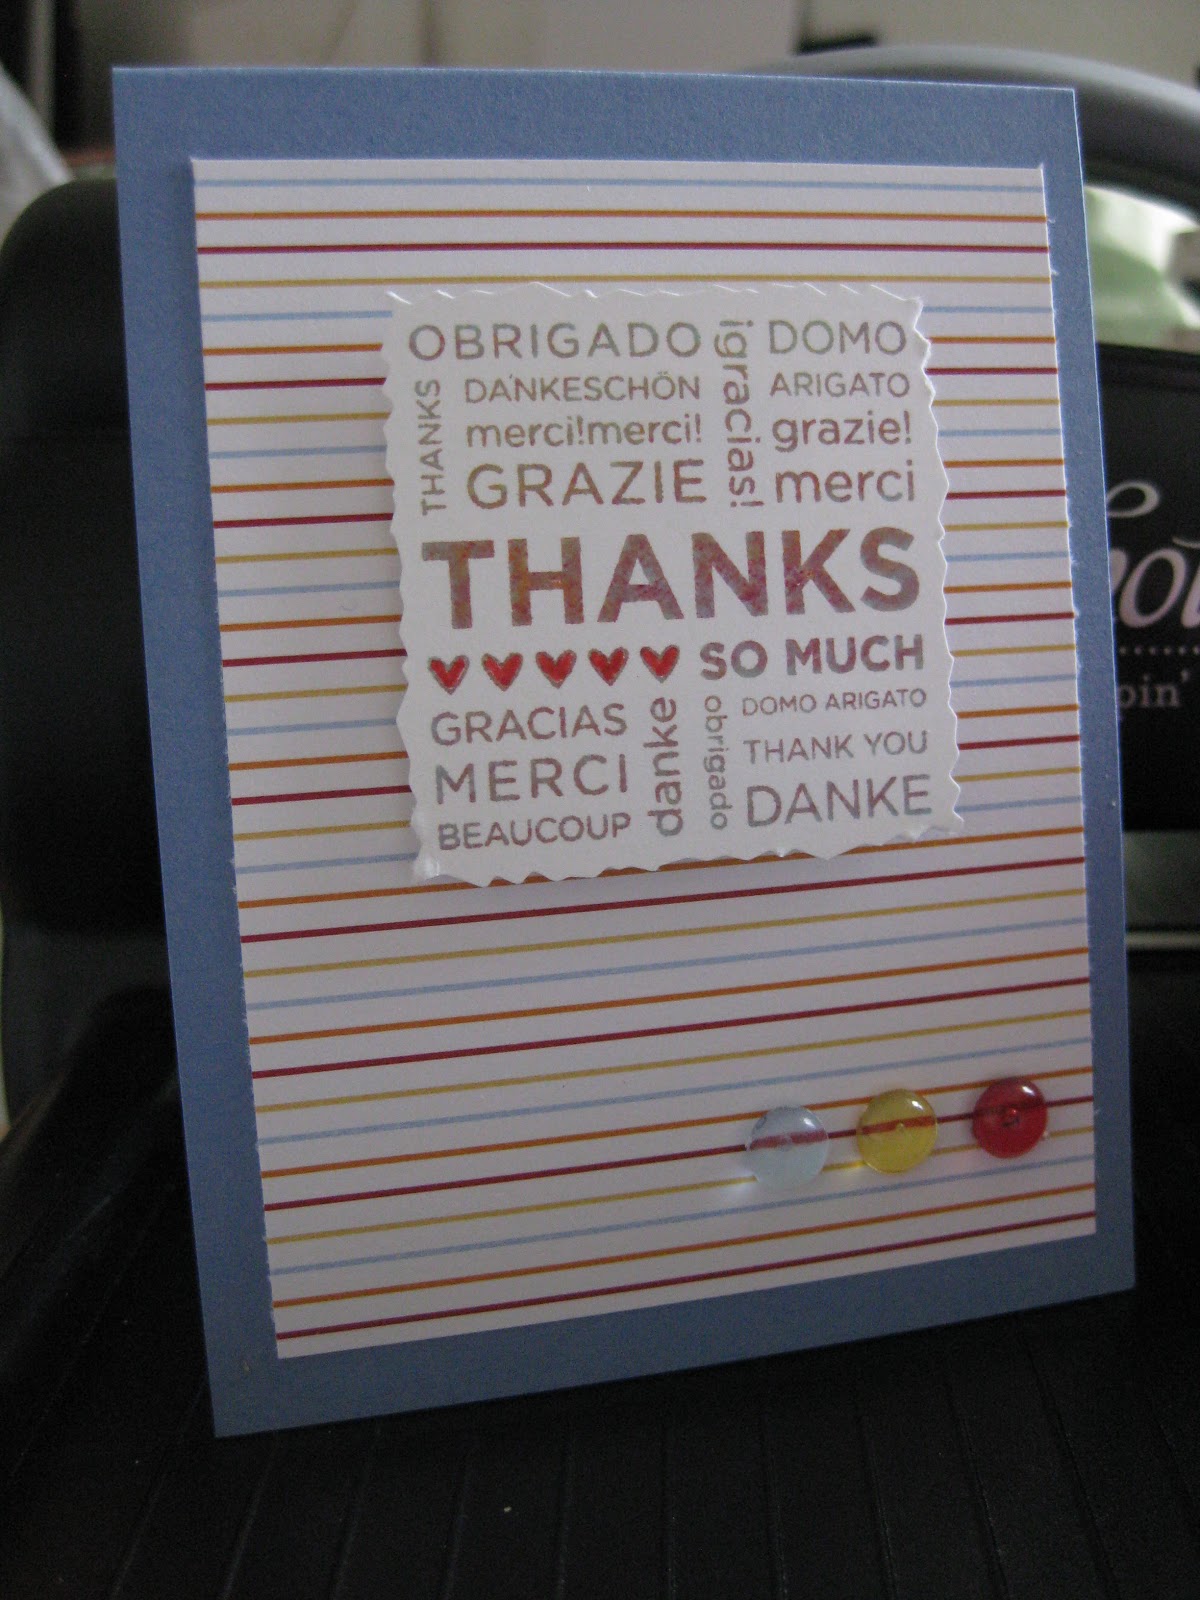 OBRIGADO
THANKS
DANKESCHÖN
merci!merci!
GRAZIE
¡gracias!
DOMO
ARIGATO
grazie!
merci
THANKS
SO MUCH
GRACIAS
MERCI
BEAUCOUP
danke
obrigado
DOMO ARIGATO
THANK YOU
DANKE